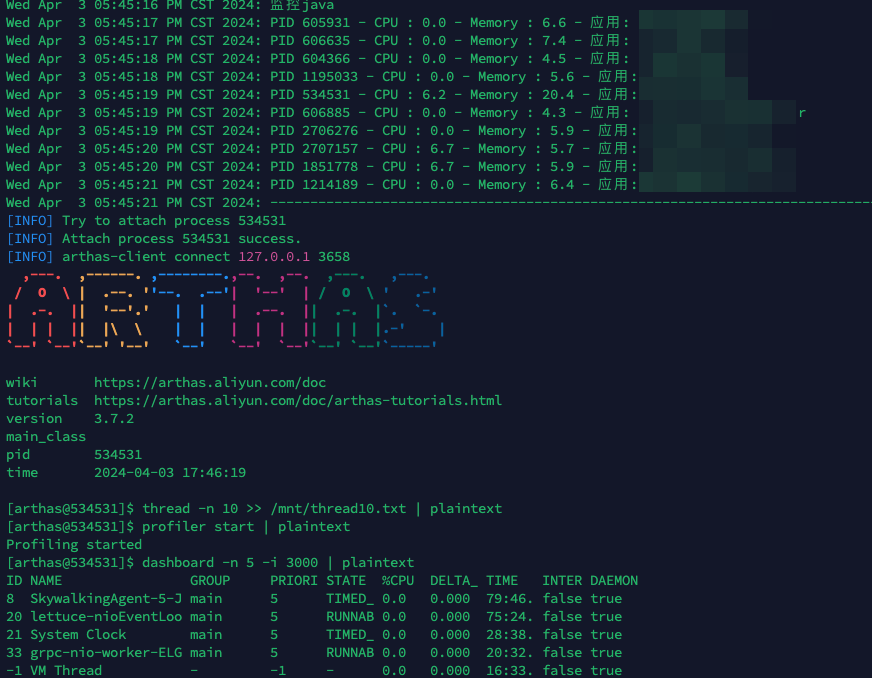 Wed Apr  3 05:45:16 PM CST 2024: 监控java
Wed Apr  3 05:45:17 PM CST 2024: PID 605931 - CPU : 0.0 - Memory : 6.6 - 应用:
Wed Apr  3 05:45:17 PM CST 2024: PID 606635 - CPU : 0.0 - Memory : 7.4 - 应用:
Wed Apr  3 05:45:18 PM CST 2024: PID 604366 - CPU : 0.0 - Memory : 4.5 - 应用:
Wed Apr  3 05:45:18 PM CST 2024: PID 1195033 - CPU : 0.0 - Memory : 5.6 - 应用:
Wed Apr  3 05:45:19 PM CST 2024: PID 534531 - CPU : 6.2 - Memory : 20.4 - 应用:
Wed Apr  3 05:45:19 PM CST 2024: PID 606885 - CPU : 0.0 - Memory : 4.3 - 应用: r
Wed Apr  3 05:45:19 PM CST 2024: PID 2706276 - CPU : 0.0 - Memory : 5.9 - 应用:
Wed Apr  3 05:45:20 PM CST 2024: PID 2707157 - CPU : 6.7 - Memory : 5.7 - 应用:
Wed Apr  3 05:45:20 PM CST 2024: PID 1851778 - CPU : 6.7 - Memory : 5.9 - 应用:
Wed Apr  3 05:45:21 PM CST 2024: PID 1214189 - CPU : 0.0 - Memory : 6.4 - 应用:
Wed Apr  3 05:45:21 PM CST 2024: ---------------------------------------------------------------------------
[INFO] Try to attach process 534531
[INFO] Attach process 534531 success.
[INFO] arthas-client connect 127.0.0.1 3658
ARTHAS
wiki       https://arthas.aliyun.com/doc
tutorials  https://arthas.aliyun.com/doc/arthas-tutorials.html
version    3.7.2
main_class
pid        534531
time       2024-04-03 17:46:19
[arthas@534531]$ thread -n 10 >> /mnt/thread10.txt | plaintext
[arthas@534531]$ profiler start | plaintext
Profiling started
[arthas@534531]$ dashboard -n 5 -i 3000 | plaintext
ID NAME                GROUP     PRIORI STATE  %CPU  DELTA_ TIME   INTER DAEMON
8  SkywalkingAgent-5-J main      5      TIMED_ 0.0   0.000  79:46. false true
20 lettuce-nioEventLoo main      5      RUNNAB 0.0   0.000  75:24. false true
21 System Clock        main      5      TIMED_ 0.0   0.000  28:38. false true
33 grpc-nio-worker-ELG main      5      RUNNAB 0.0   0.000  20:32. false true
-1 VM Thread           -         -1     -      0.0   0.000  16:33. false true